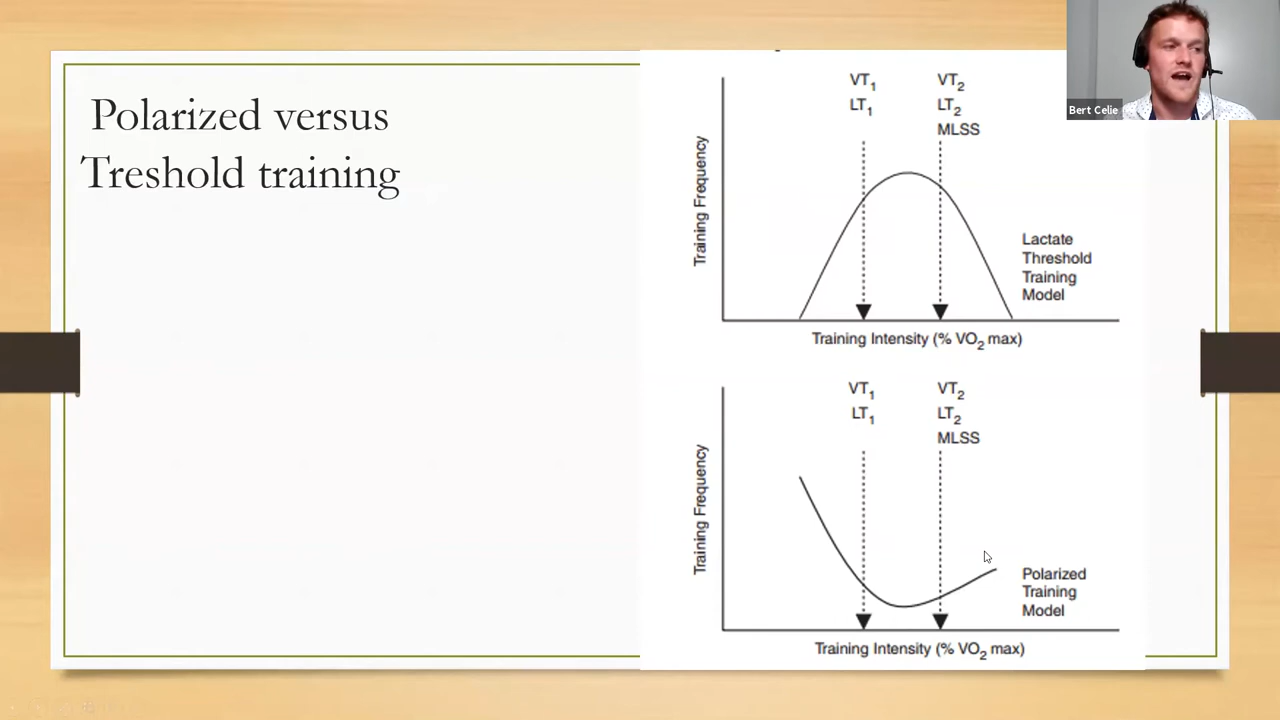 Polarized versus
Treshold training
Bert Celie
VT1
LT1
VT2
LT2
MLSS
Training Frequency
Lactate
Threshold
Training
Model
Training Intensity (% VO2 max)
VT1
LT1
VT2
LT2
MLSS
Training Frequency
Polarized
Training
Model
Training Intensity (% VO2 max)